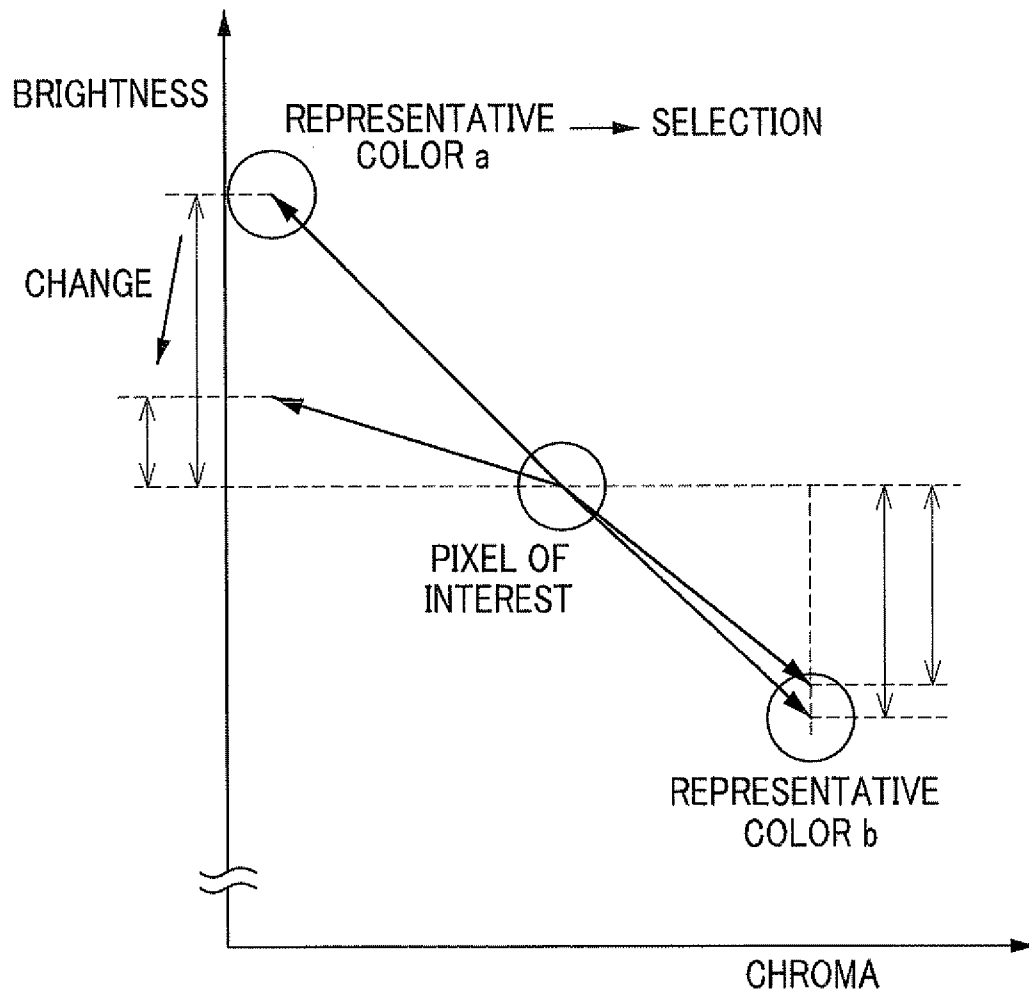 BRIGHTNESS
REPRESENTATIVE
COLOR a
SELECTION
CHANGE
PIXEL OF
INTEREST
REPRESENTATIVE
COLOR b
CHROMA